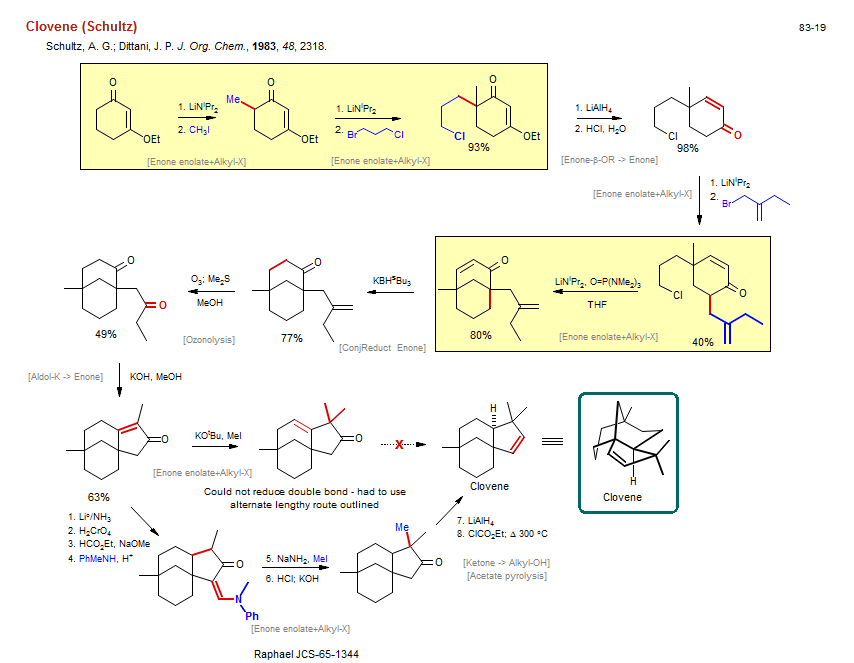 Clovene (Schultz)
83-19
Schultz, A. G.; Dittani, J. P. J. Org. Chem., 1983, 48, 2318.
O
OEt
1. LiNⁱPr₂
2. CH₃I
[Enone enolate+Alkyl-X]
Me
O
OEt
1. LiNⁱPr₂
2. Br Cl
[Enone enolate+Alkyl-X]
O
Cl
OEt
93%
1. LiAlH₄
2. HCl, H₂O
[Enone-β-OR -> Enone]
Cl
O
98%
[Enone enolate+Alkyl-X]
1. LiNⁱPr₂
2. Br
Cl
O
40%
LiNⁱPr₂, O=P(NMe₂)₃
THF
[Enone enolate+Alkyl-X]
O
80%
KBHˢBu₃
[ConjReduct Enone]
O
77%
O₃; Me₂S
MeOH
[Ozonolysis]
O
O
49%
[Aldol-K -> Enone]
KOH, MeOH
O
63%
KOᵗBu, MeI
[Enone enolate+Alkyl-X]
O
Could not reduce double bond - had to use
alternate lengthy route outlined
X
H
Clovene
H
Clovene
1. Liº/NH₃
2. H₂CrO₄
3. HCO₂Et, NaOMe
4. PhMeNH, H⁺
O
N
Ph
[Enone enolate+Alkyl-X]
5. NaNH₂, MeI
6. HCl; KOH
Me
O
7. LiAlH₄
8. ClCO₂Et; Δ 300 ºC
[Ketone -> Alkyl-OH]
[Acetate pyrolysis]
Raphael JCS-65-1344